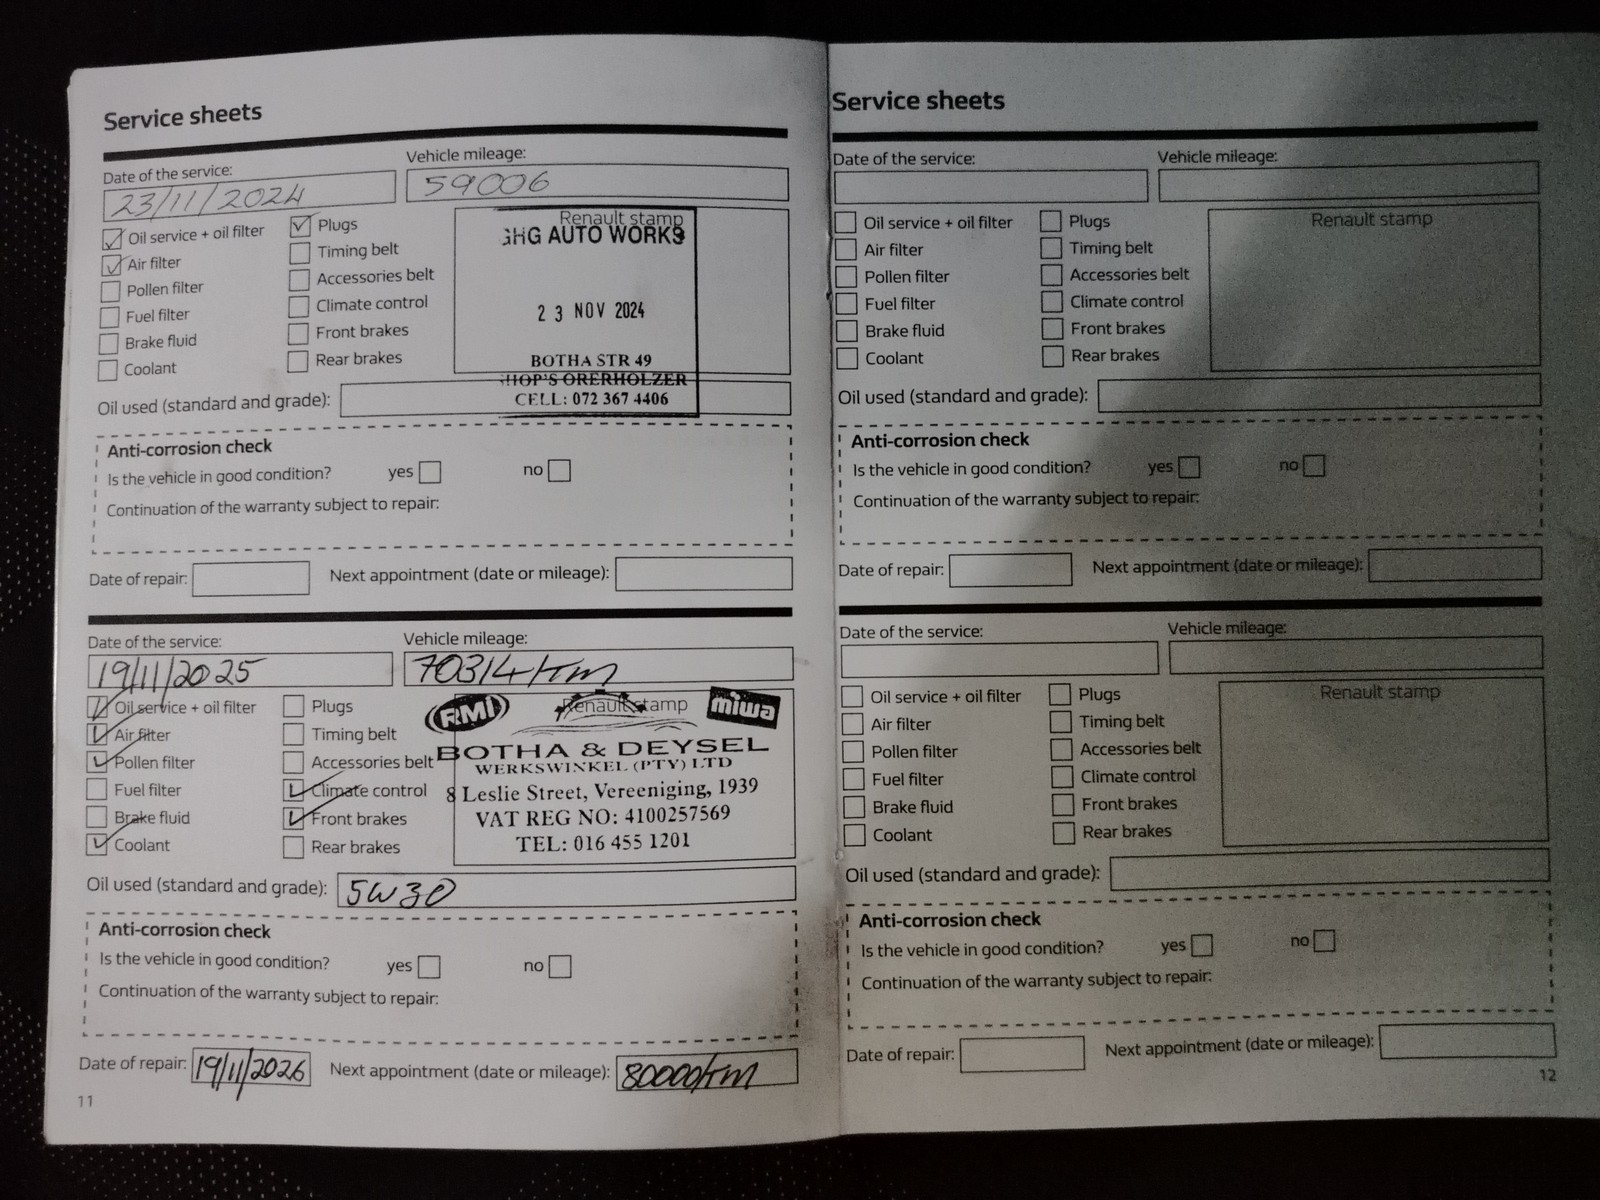 Service sheets
Date of the service:
Vehicle mileage:
23/11/2024
59006
Oil service + oil filter
Plugs
Air filter
Timing belt
Pollen filter
Accessories belt
Fuel filter
Climate control
Brake fluid
Front brakes
Coolant
Rear brakes
Renault stamp
GHG AUTO WORKS
23 NOV 2024
BOTHA STR 49
SHOP'S ORERHOLZER
CELL: 072 367 4406
Oil used (standard and grade):
Anti-corrosion check
Is the vehicle in good condition? yes no
Continuation of the warranty subject to repair:
Date of repair:
Next appointment (date or mileage):
Date of the service:
Vehicle mileage:
19/11/2025
70314km
Oil service + oil filter
Plugs
Air filter
Timing belt
Pollen filter
Accessories belt
Fuel filter
Climate control
Brake fluid
Front brakes
Coolant
Rear brakes
Renault stamp
RMI
miwa
BOTHA & DEYSEL
WERKSWINKEL (PTY) LTD
8 Leslie Street, Vereeniging, 1939
VAT REG NO: 4100257569
TEL: 016 455 1201
Oil used (standard and grade): 5W30
Anti-corrosion check
Is the vehicle in good condition? yes no
Continuation of the warranty subject to repair:
Date of repair: 19/11/2026
Next appointment (date or mileage): 80000km
11
Service sheets
Date of the service:
Vehicle mileage:
Oil service + oil filter
Plugs
Air filter
Timing belt
Pollen filter
Accessories belt
Fuel filter
Climate control
Brake fluid
Front brakes
Coolant
Rear brakes
Renault stamp
Oil used (standard and grade):
Anti-corrosion check
Is the vehicle in good condition? yes no
Continuation of the warranty subject to repair:
Date of repair:
Next appointment (date or mileage):
Date of the service:
Vehicle mileage:
Oil service + oil filter
Plugs
Air filter
Timing belt
Pollen filter
Accessories belt
Fuel filter
Climate control
Brake fluid
Front brakes
Coolant
Rear brakes
Renault stamp
Oil used (standard and grade):
Anti-corrosion check
Is the vehicle in good condition? yes no
Continuation of the warranty subject to repair:
Date of repair:
Next appointment (date or mileage):
12